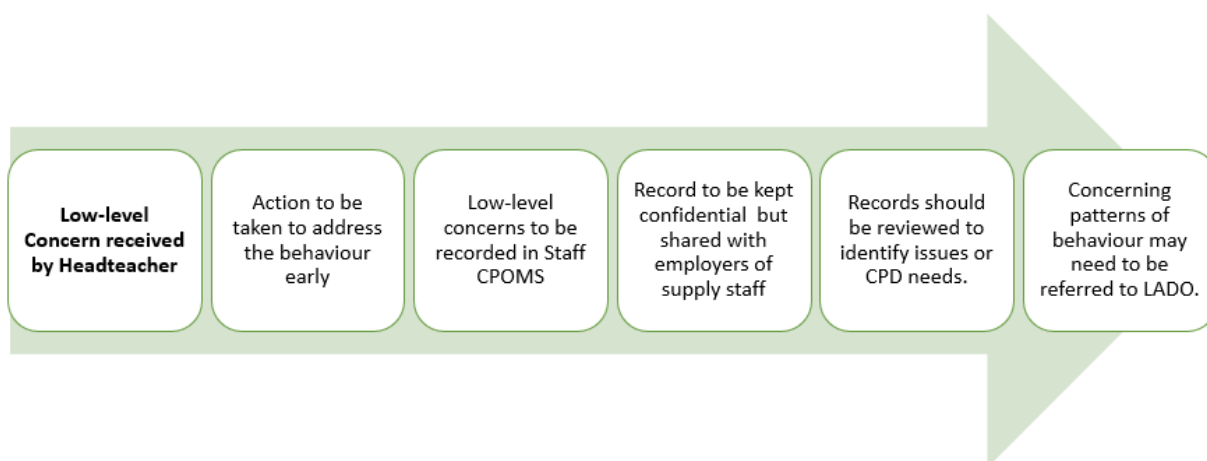 Low-level
Concern received
by Headteacher
Action to be
taken to address
the behaviour
early
Low-level
concerns to be
recorded in Staff
CPOMS
Record to be kept
confidential but
shared with
employers of
supply staff
Records should
be reviewed to
identify issues or
CPD needs.
Concerning
patterns of
behaviour may
need to be
referred to LADO.